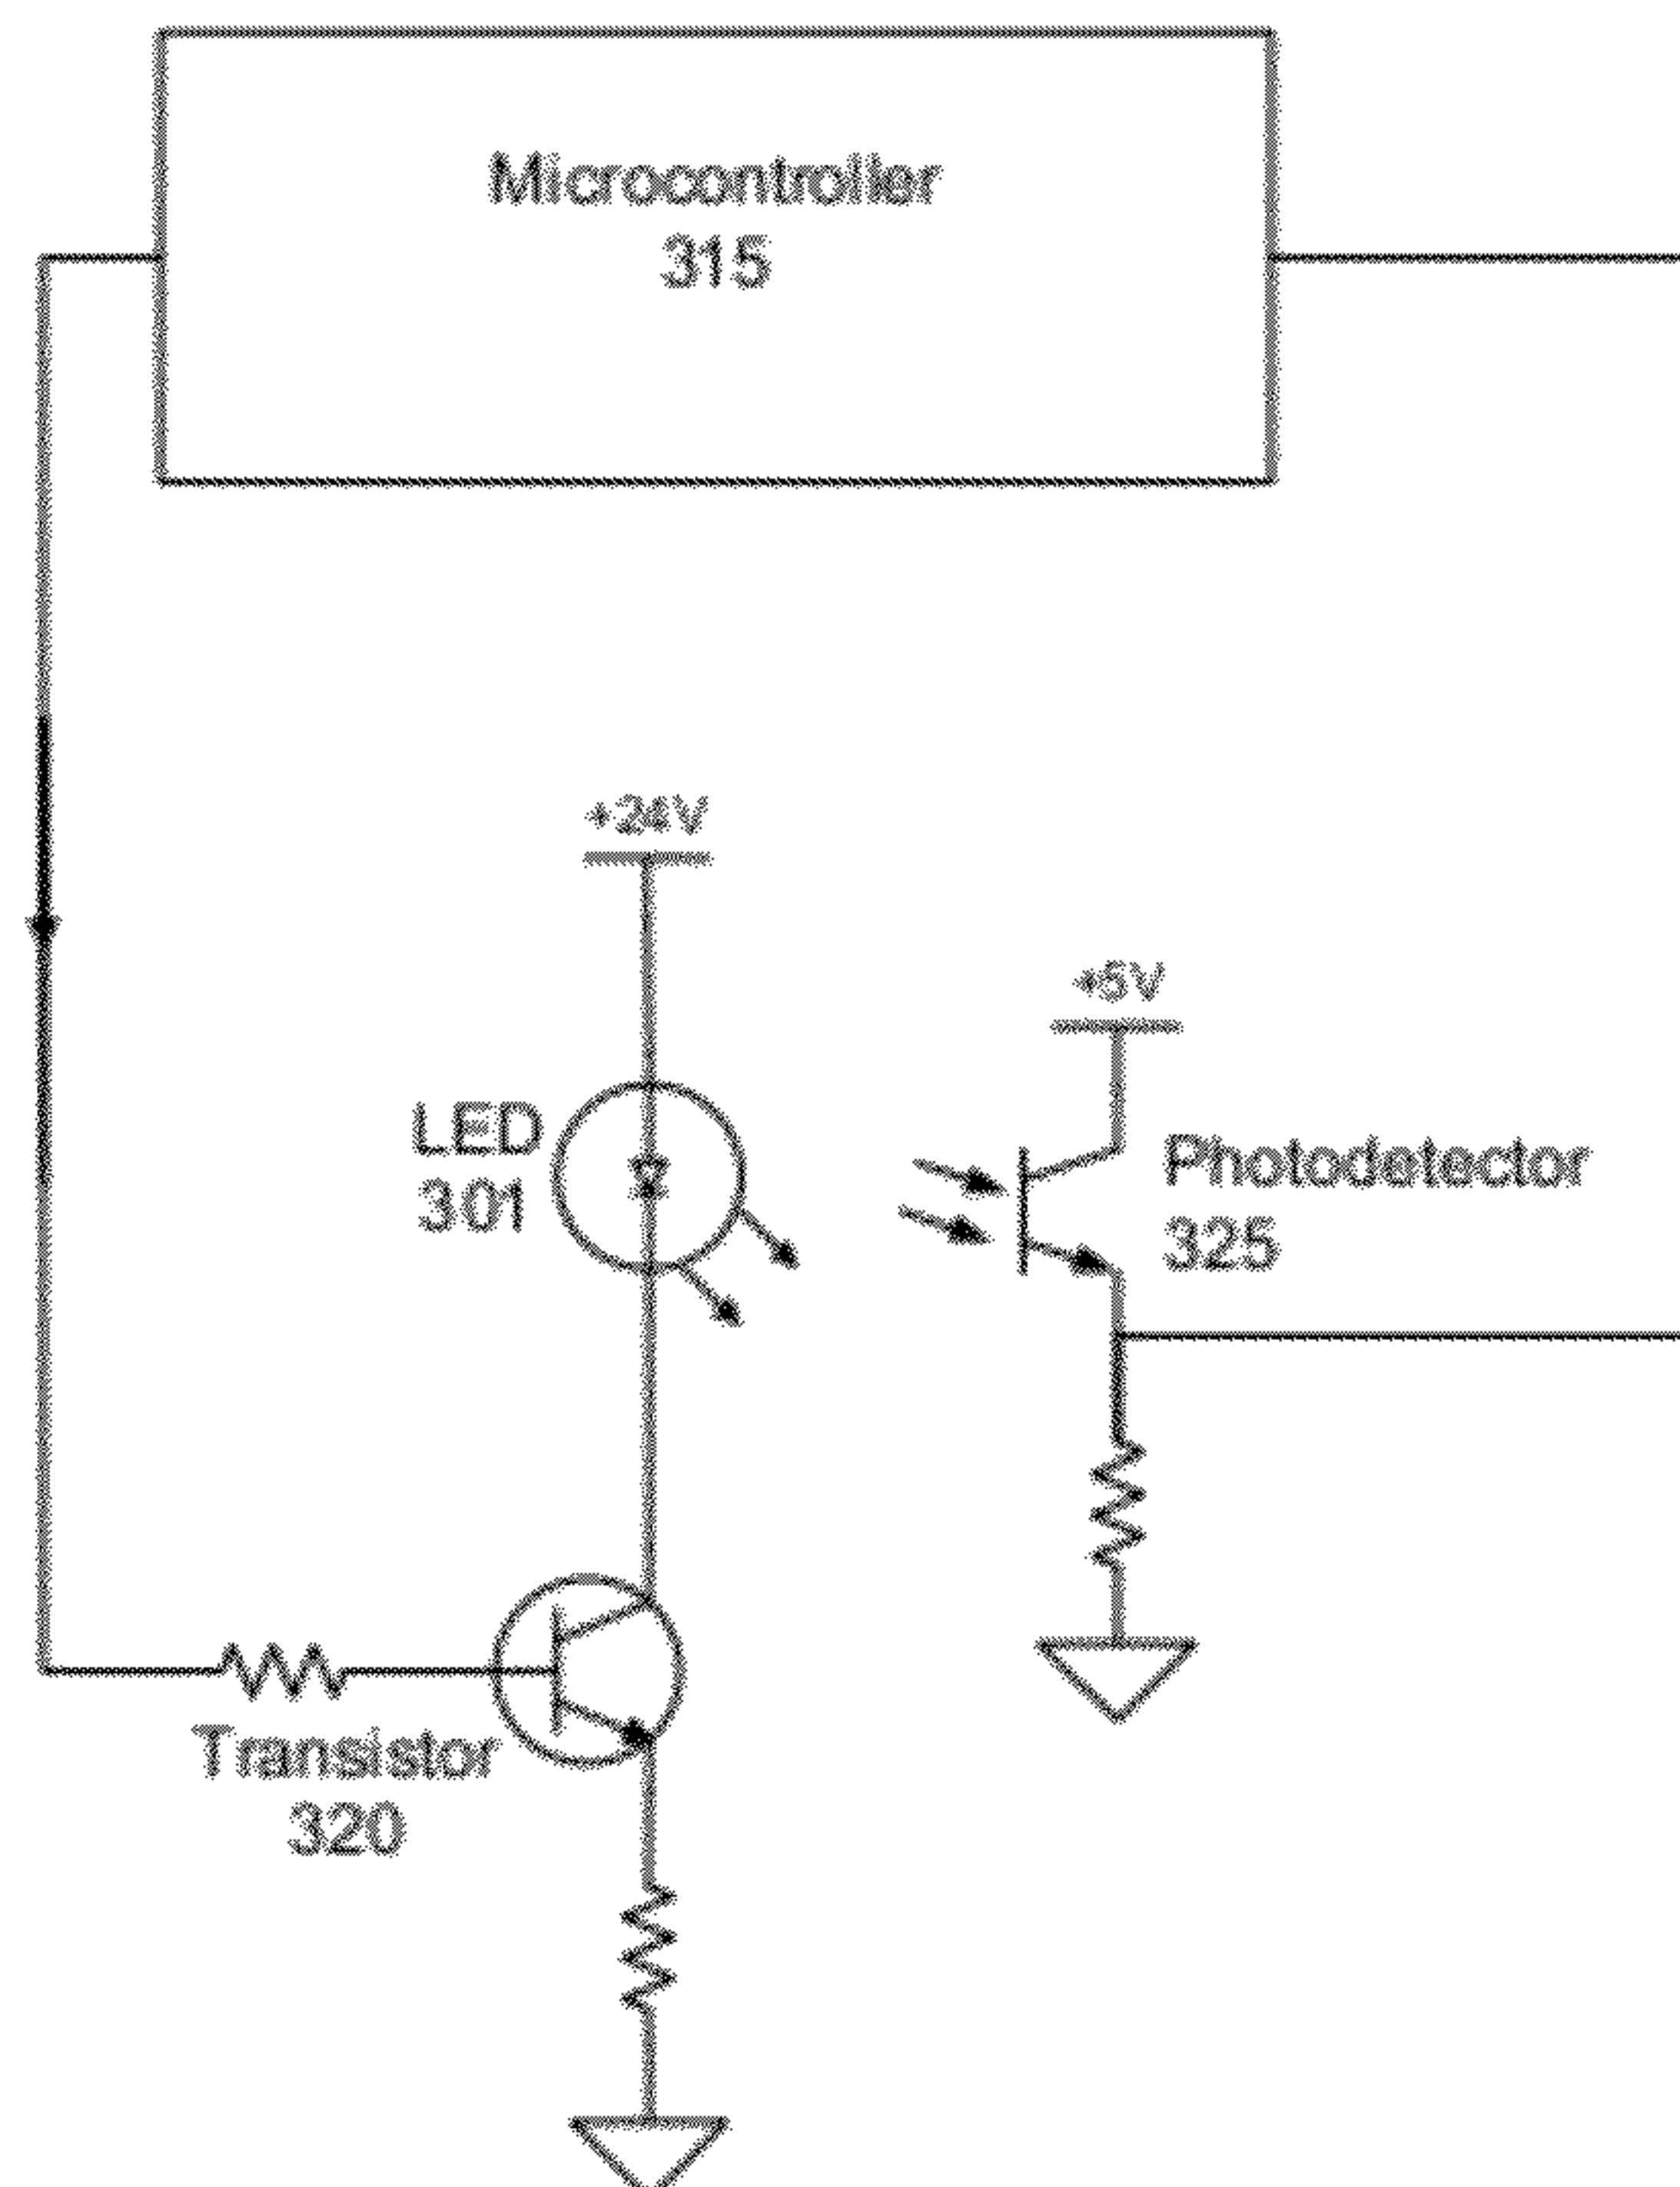 Microcontroller
315
+24V
+5V
LED
301
Photodetector
325
Transistor
320